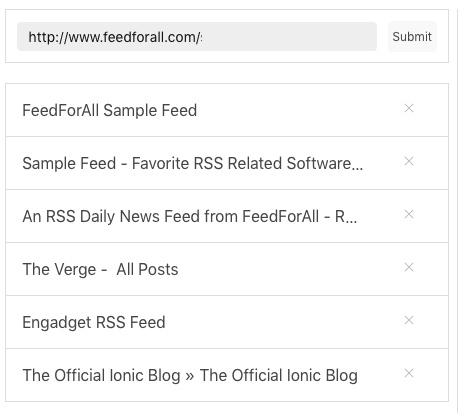 http://www.feedforall.com/
Submit
FeedForAll Sample Feed
Sample Feed - Favorite RSS Related Software...
An RSS Daily News Feed from FeedForAll - R...
The Verge - All Posts
Engadget RSS Feed
The Official Ionic Blog » The Official Ionic Blog